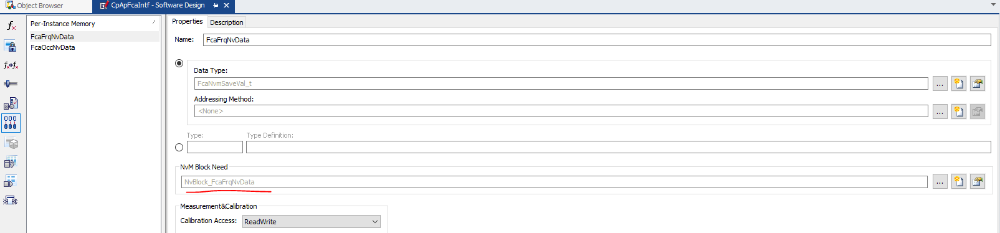 Object Browser
CpApFcaIntf - Software Design
Per-Instance Memory
FcaFrqNvData
FcaOccNvData
Properties
Description
Name:
FcaFrqNvData
Data Type:
FcaNvmSaveVal_t
...
Addressing Method:
<None>
...
Type:
Type Definition:
NvM Block Need
NvBlock_FcaFrqNvData
...
Measurement&Calibration
Calibration Access:
ReadWrite